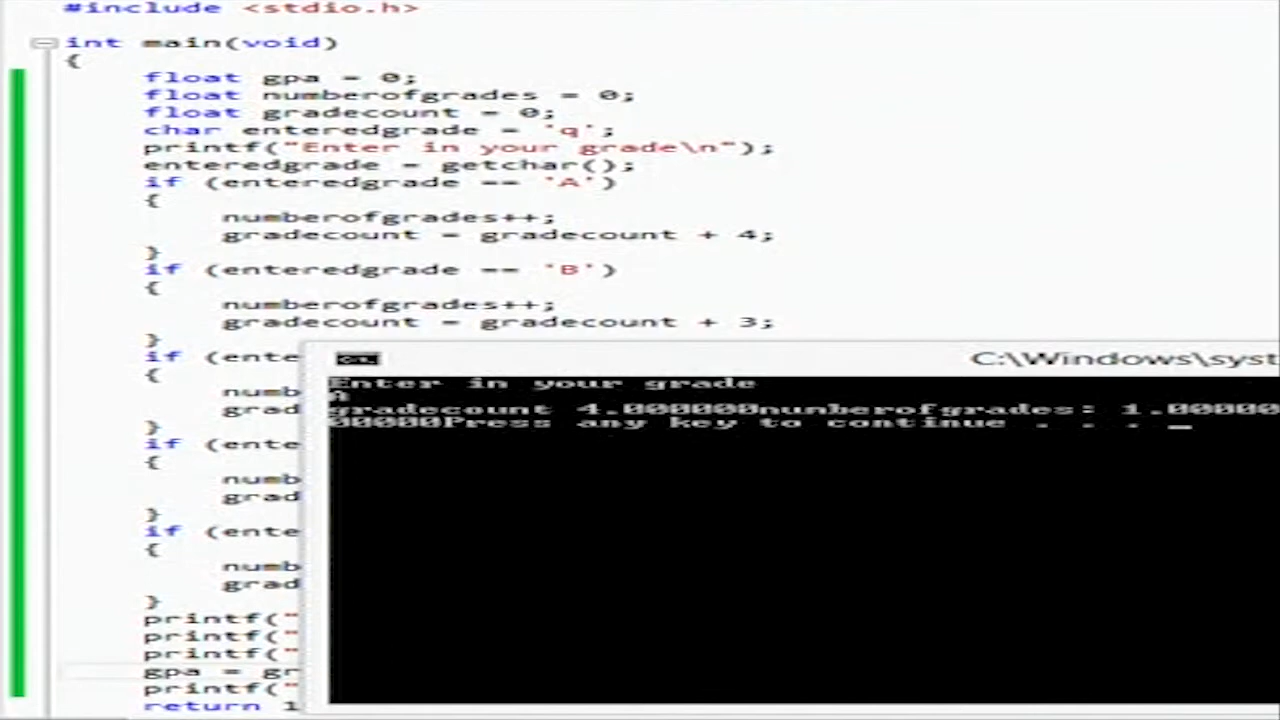 #include <stdio.h>
int main(void)
{
float gpa = 0;
float numberofgrades = 0;
float gradecount = 0;
char enteredgrade = 'q';
printf("Enter in your grade\n");
enteredgrade = getchar();
if (enteredgrade == 'A')
{
numberofgrades++;
gradecount = gradecount + 4;
}
if (enteredgrade == 'B')
{
numberofgrades++;
gradecount = gradecount + 3;
}
if (ente
{
numb
grad
}
if (ente
{
numb
grad
}
if (ente
{
numb
grad
}
printf("
printf("
printf("
gpa = gr
printf("
return 1
C:\Windows\syst
Enter in your grade
A
gradecount 4.000000numberofgrades: 1.00000
00000Press any key to continue . . . _